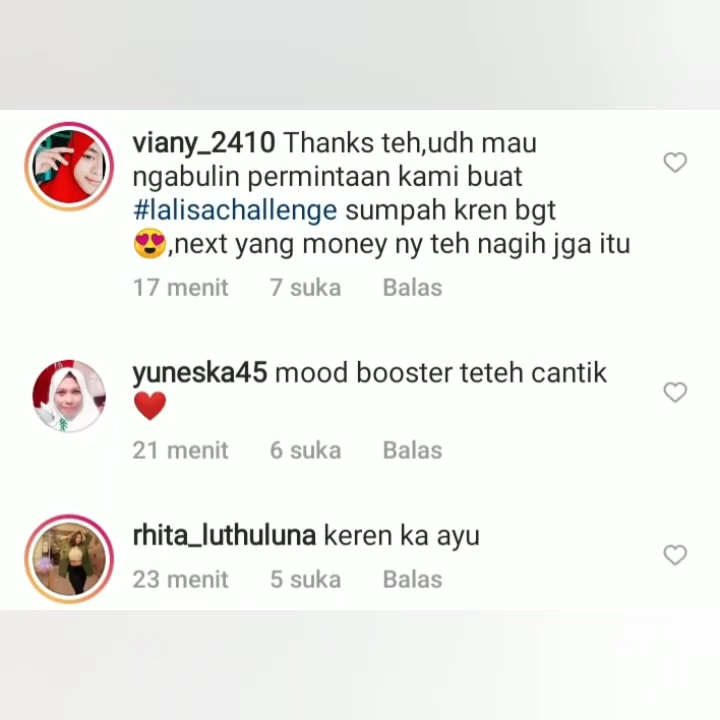 viany_2410 Thanks teh,udh mau
ngabulin permintaan kami buat
#lalisachallenge sumpah kren bgt
😍,next yang money ny teh nagih jga itu
17 menit 7 suka Balas
yuneska45 mood booster teteh cantik
❤️
21 menit 6 suka Balas
rhita_luthuluna keren ka ayu
23 menit 5 suka Balas